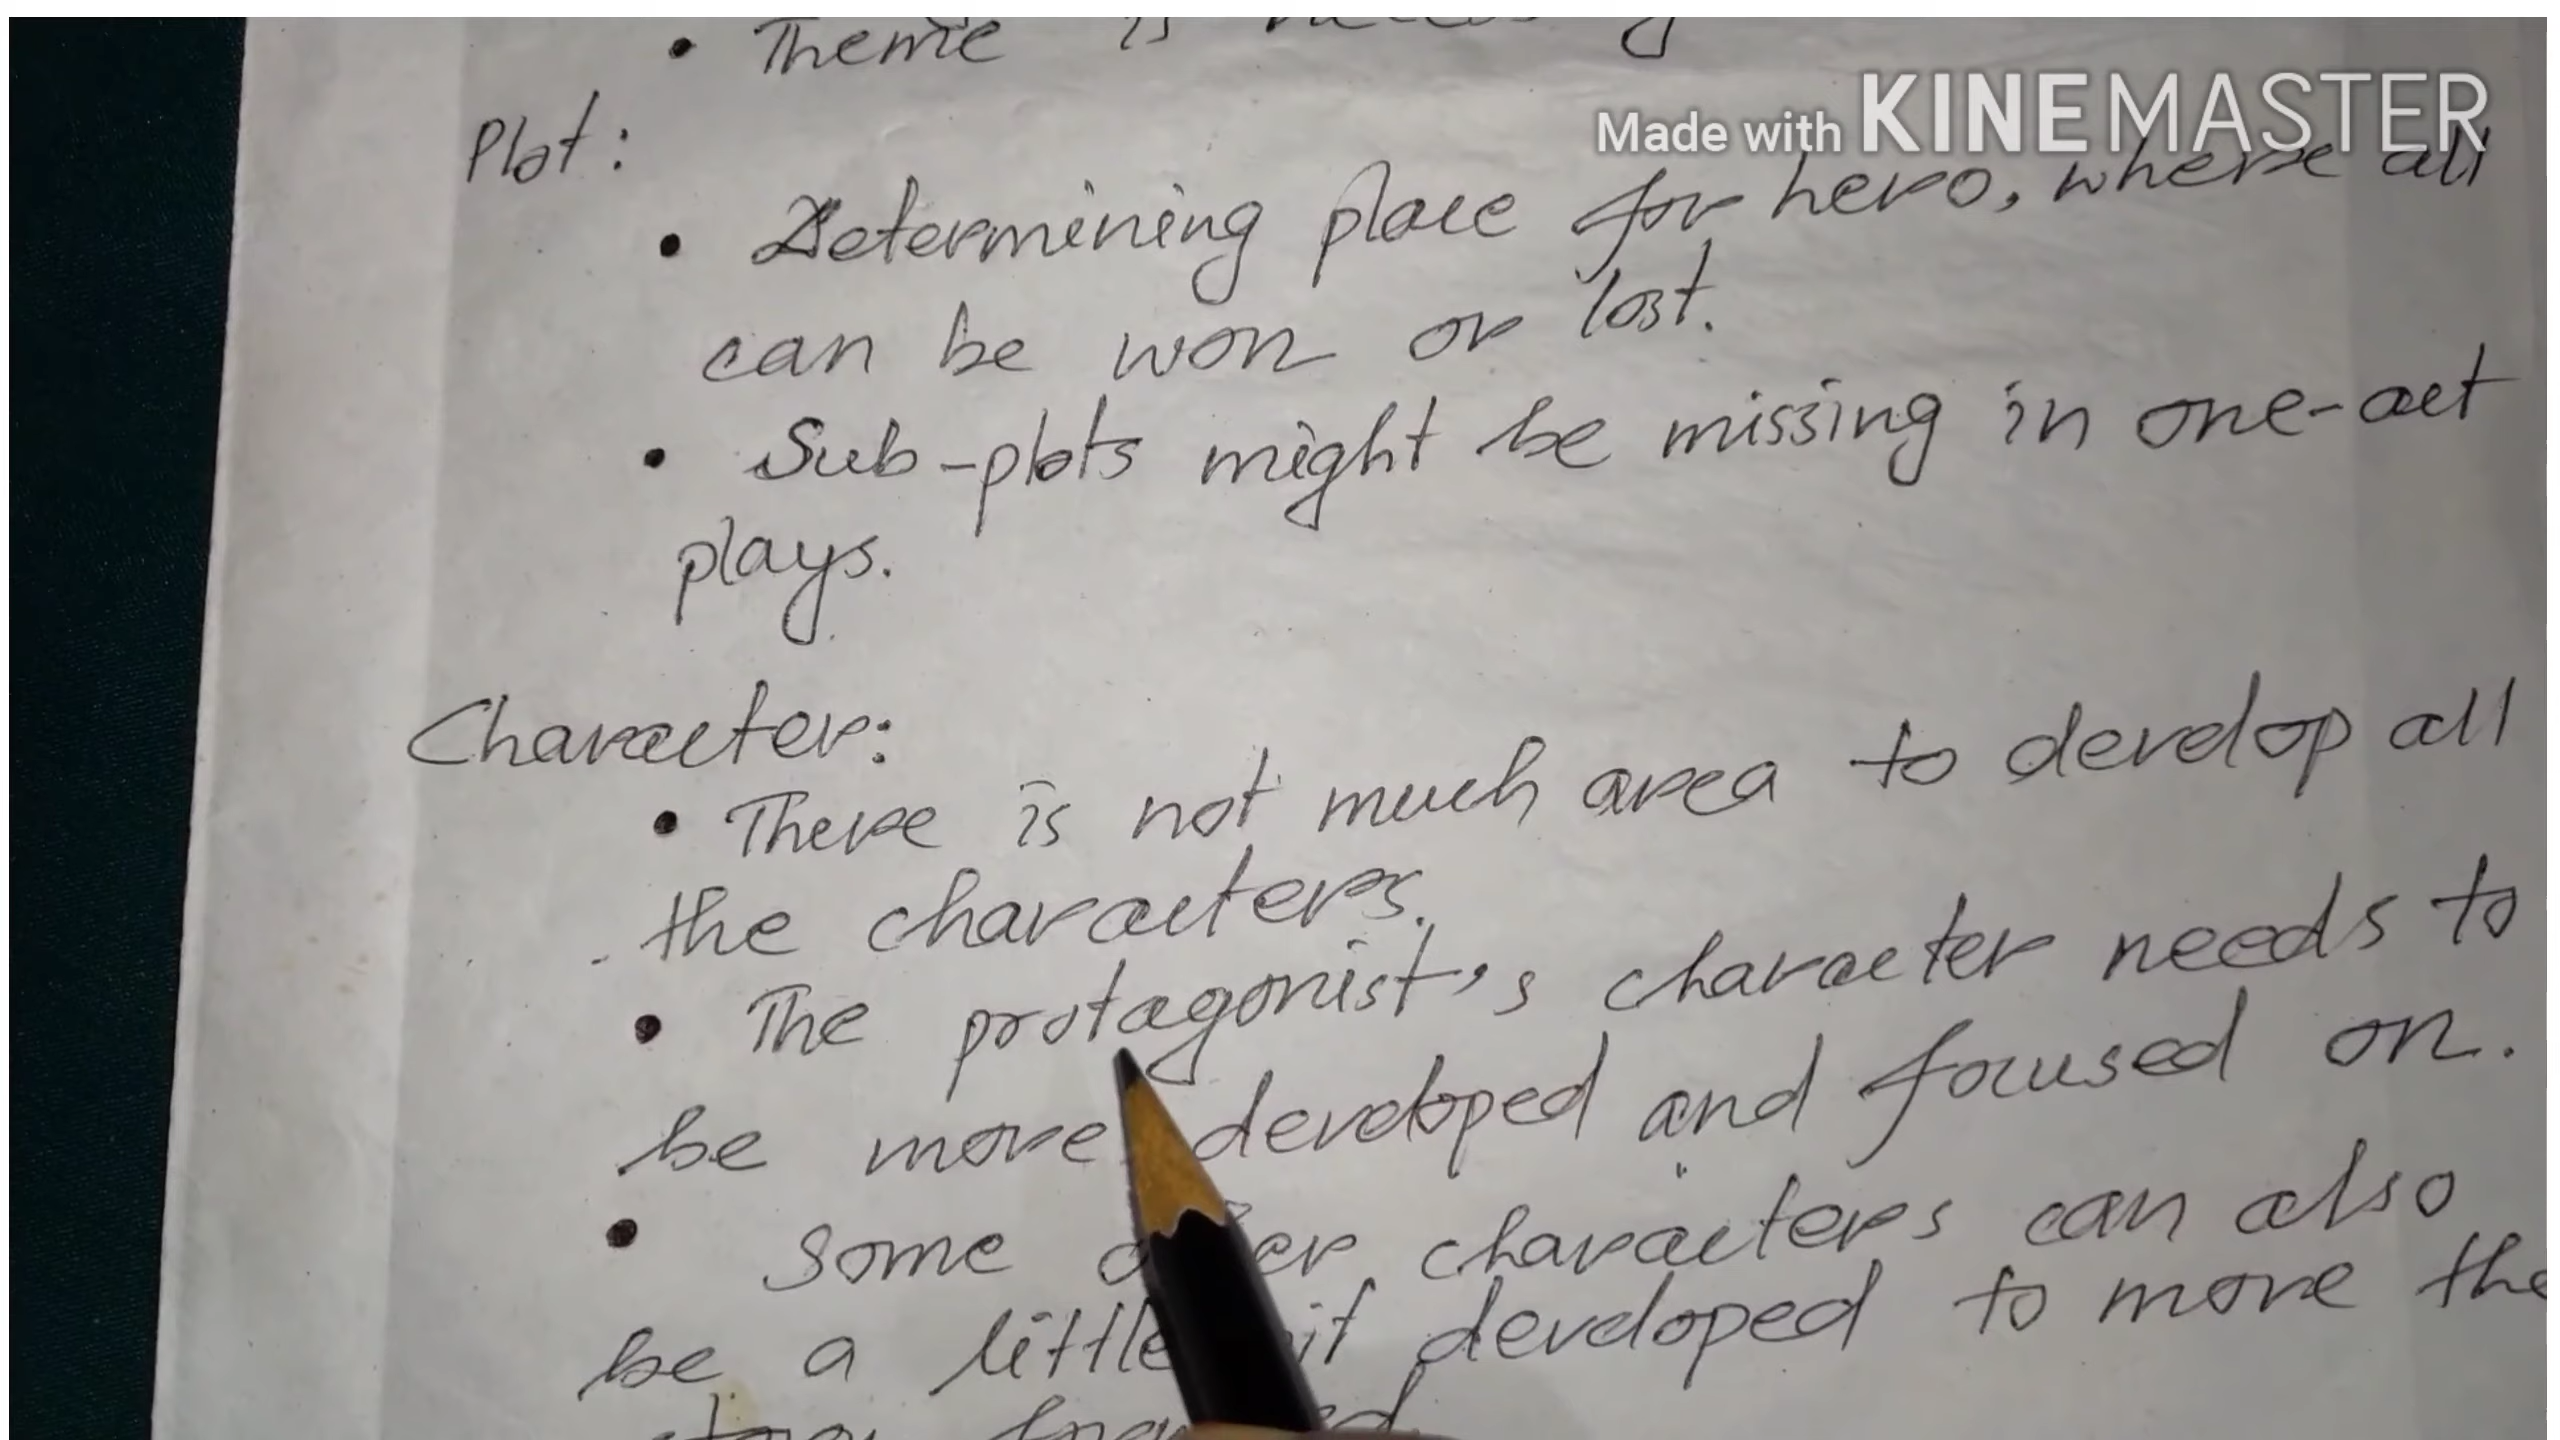 • Theme is
Made with KINEMASTER
Plot:
• Determining place for hero, where all
can be won or lost.
• Sub-plots might be missing in one-act
plays.
Character:
• There is not much area to develop all
the characters.
• The protagonist's character needs to
be more developed and focused on.
• Some characters can also
be a little developed to move the